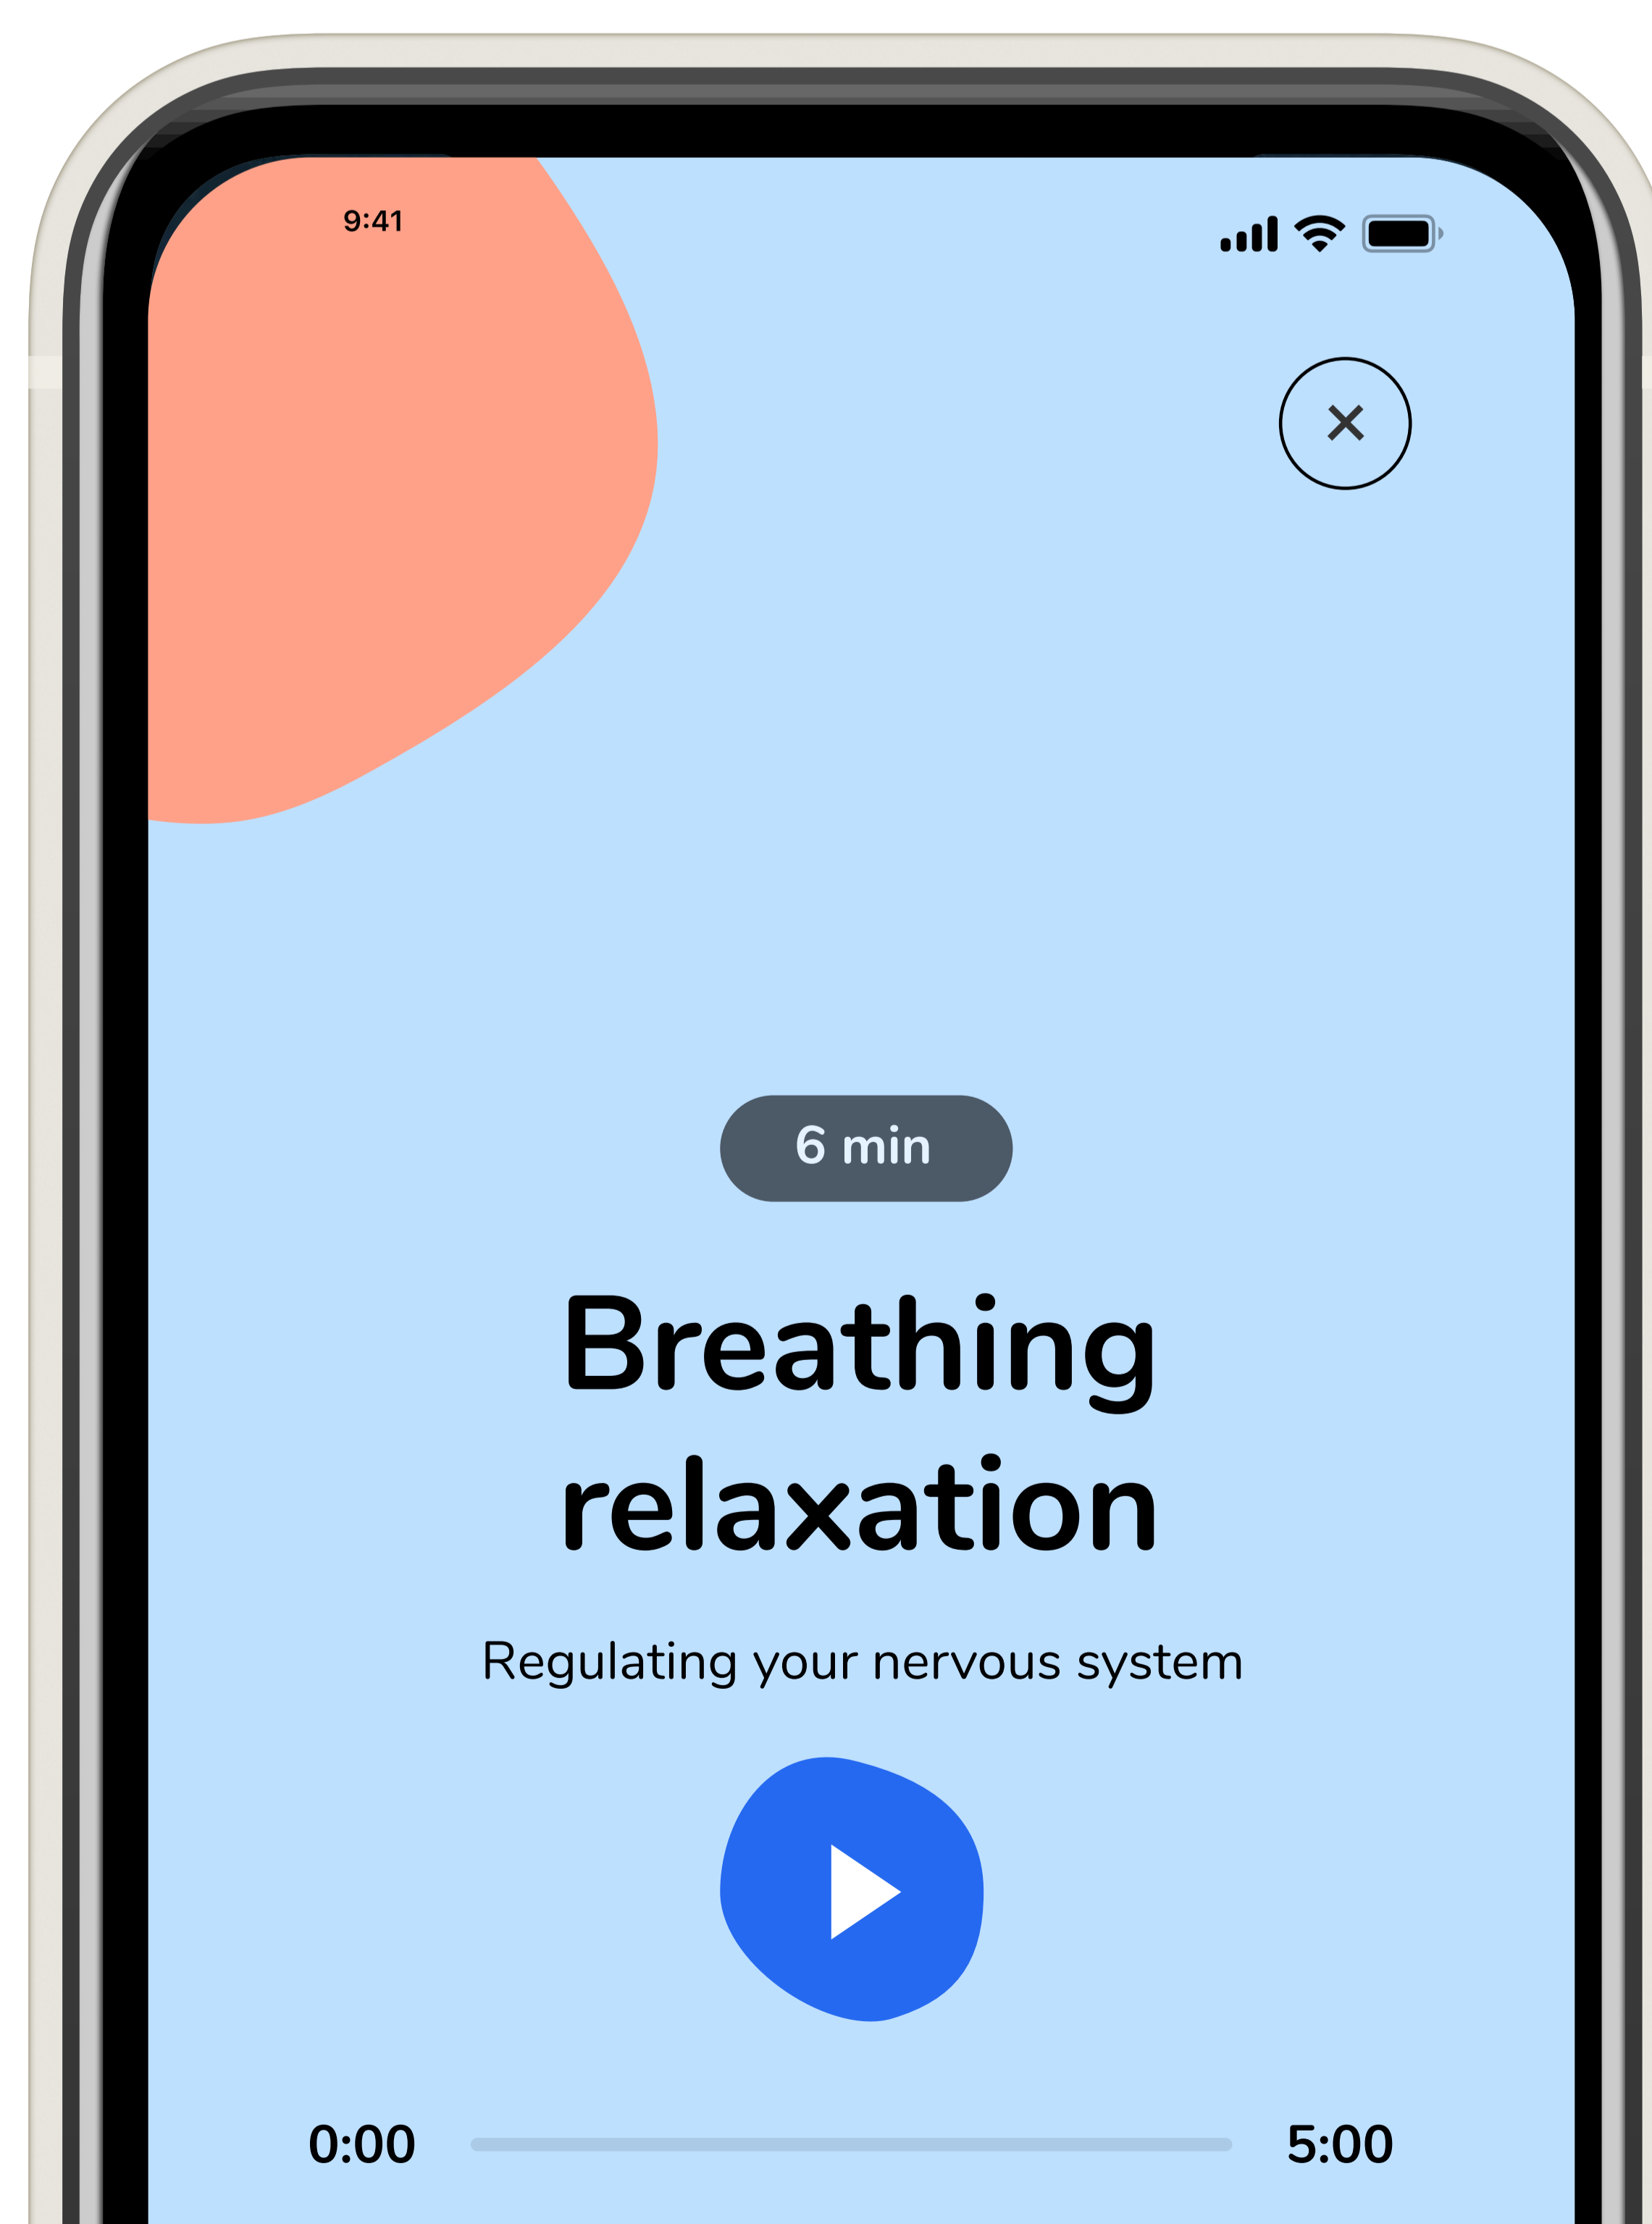 9:41
6 min
Breathing
relaxation
Regulating your nervous system
0:00 5:00